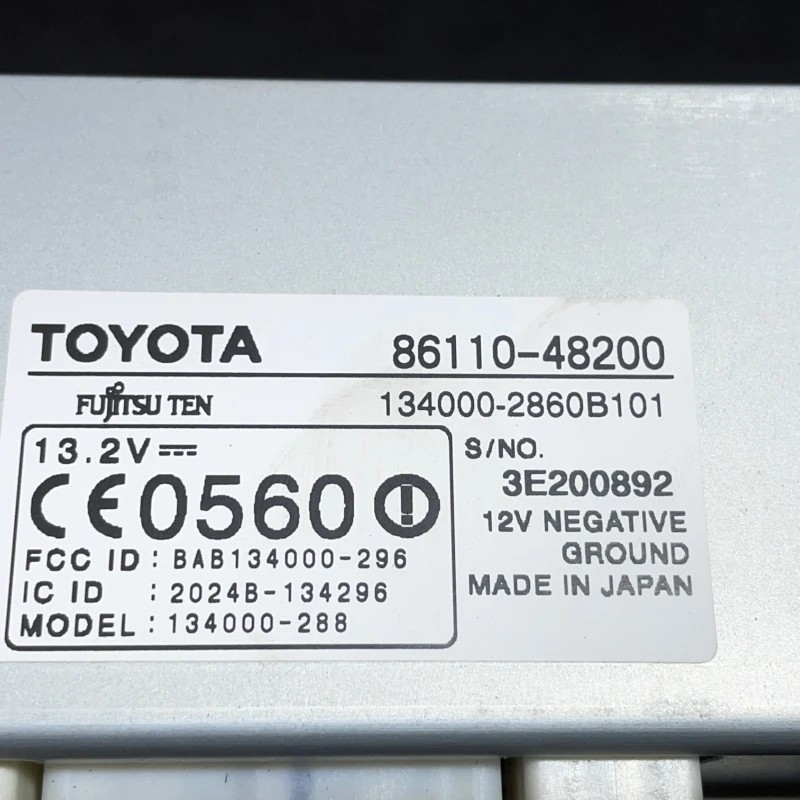 TOYOTA 86110-48200
FUJITSU TEN 134000-2860B101
13.2V
CE0560
FCC ID : BAB134000-296
IC ID : 2024B-134296
MODEL : 134000-288
S/NO.
3E200892
12V NEGATIVE
GROUND
MADE IN JAPAN